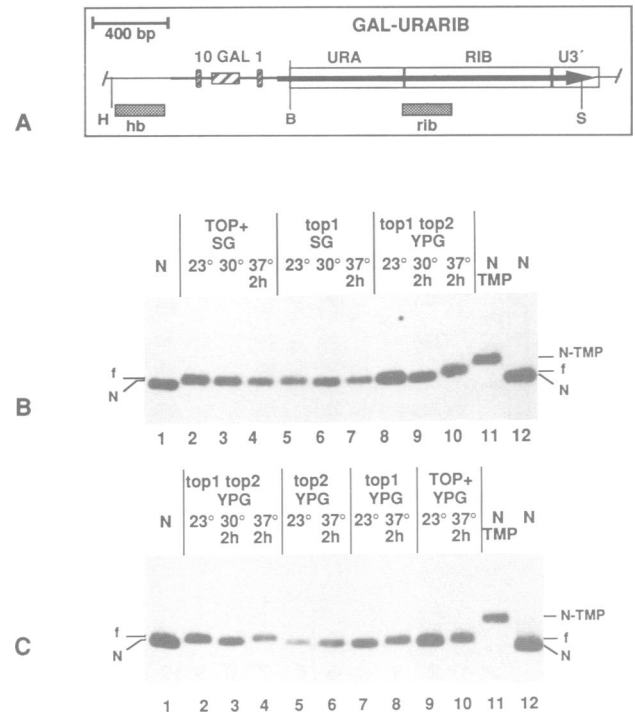 400 bp
GAL-URARIB
10 GAL 1
URA
RIB
U3´
H
hb
B
rib
S
A
TOP+
SG
top1
SG
top1 top2
YPG
N
23° 30° 37°
2h
23° 30° 37°
2h
23° 30° 37°
2h 2h
N
TMP
N
N-TMP
f
N
f
N
B
1 2 3 4 5 6 7 8 9 10 11 12
top1 top2
YPG
top2
YPG
top1
YPG
TOP+
YPG
N
23° 30° 37°
2h 2h
23° 37°
2h
23° 37°
2h
23° 37°
2h
N
TMP
N
N-TMP
f
N
f
N
C
1 2 3 4 5 6 7 8 9 10 11 12